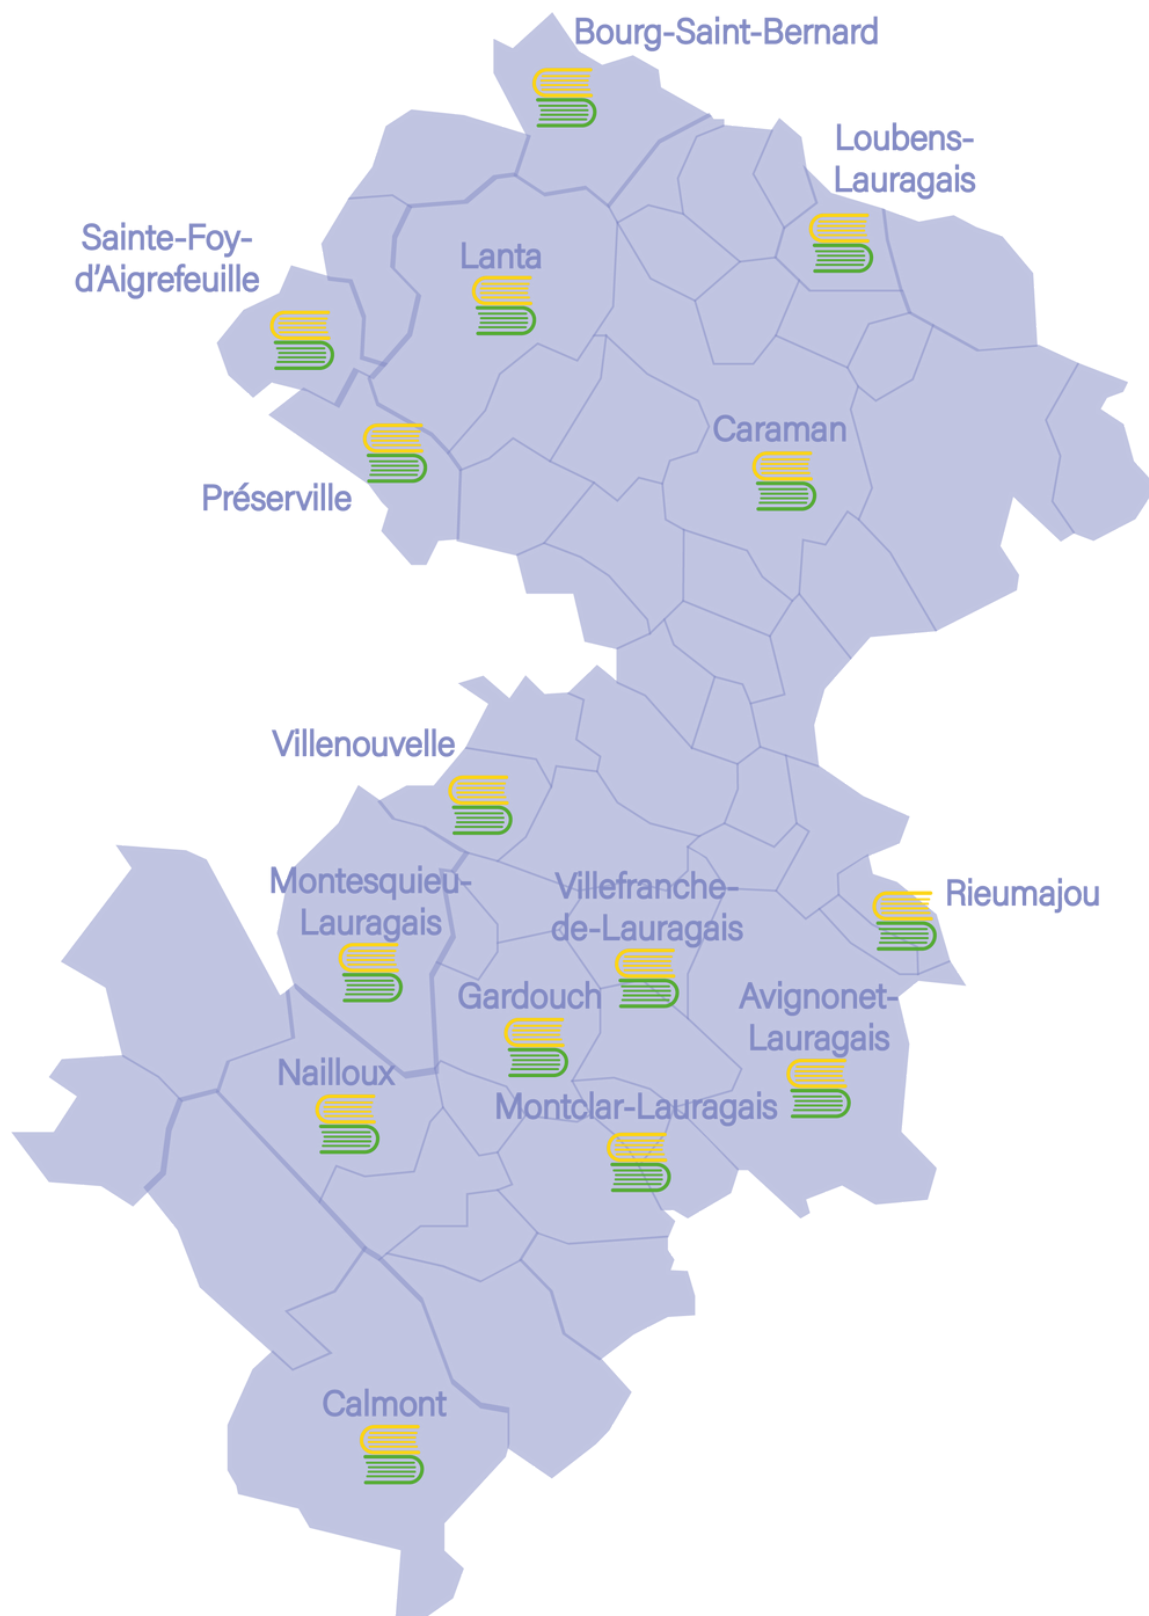 Bourg-Saint-Bernard
Loubens-
Lauragais
Sainte-Foy-
d'Aigrefeuille
Lanta
Caraman
Préserville
Villenouvelle
Montesquieu-
Lauragais
Villefranche-
de-Lauragais
Rieumajou
Gardouch
Avignonet-
Lauragais
Nailloux
Montclar-Lauragais
Calmont